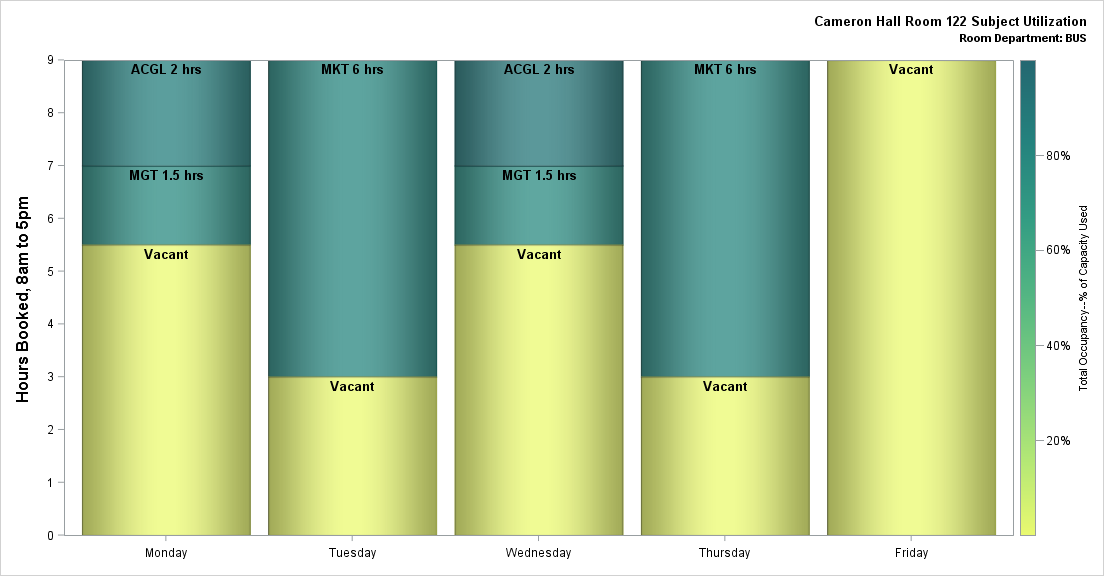 Cameron Hall Room 122 Subject Utilization
Room Department: BUS
Hours Booked, 8am to 5pm
9
8
7
6
5
4
3
2
1
0
ACGL 2 hrs
MGT 1.5 hrs
Vacant
MKT 6 hrs
Vacant
ACGL 2 hrs
MGT 1.5 hrs
Vacant
MKT 6 hrs
Vacant
Vacant
Monday
Tuesday
Wednesday
Thursday
Friday
80%
60%
40%
20%
Total Occupancy--% of Capacity Used